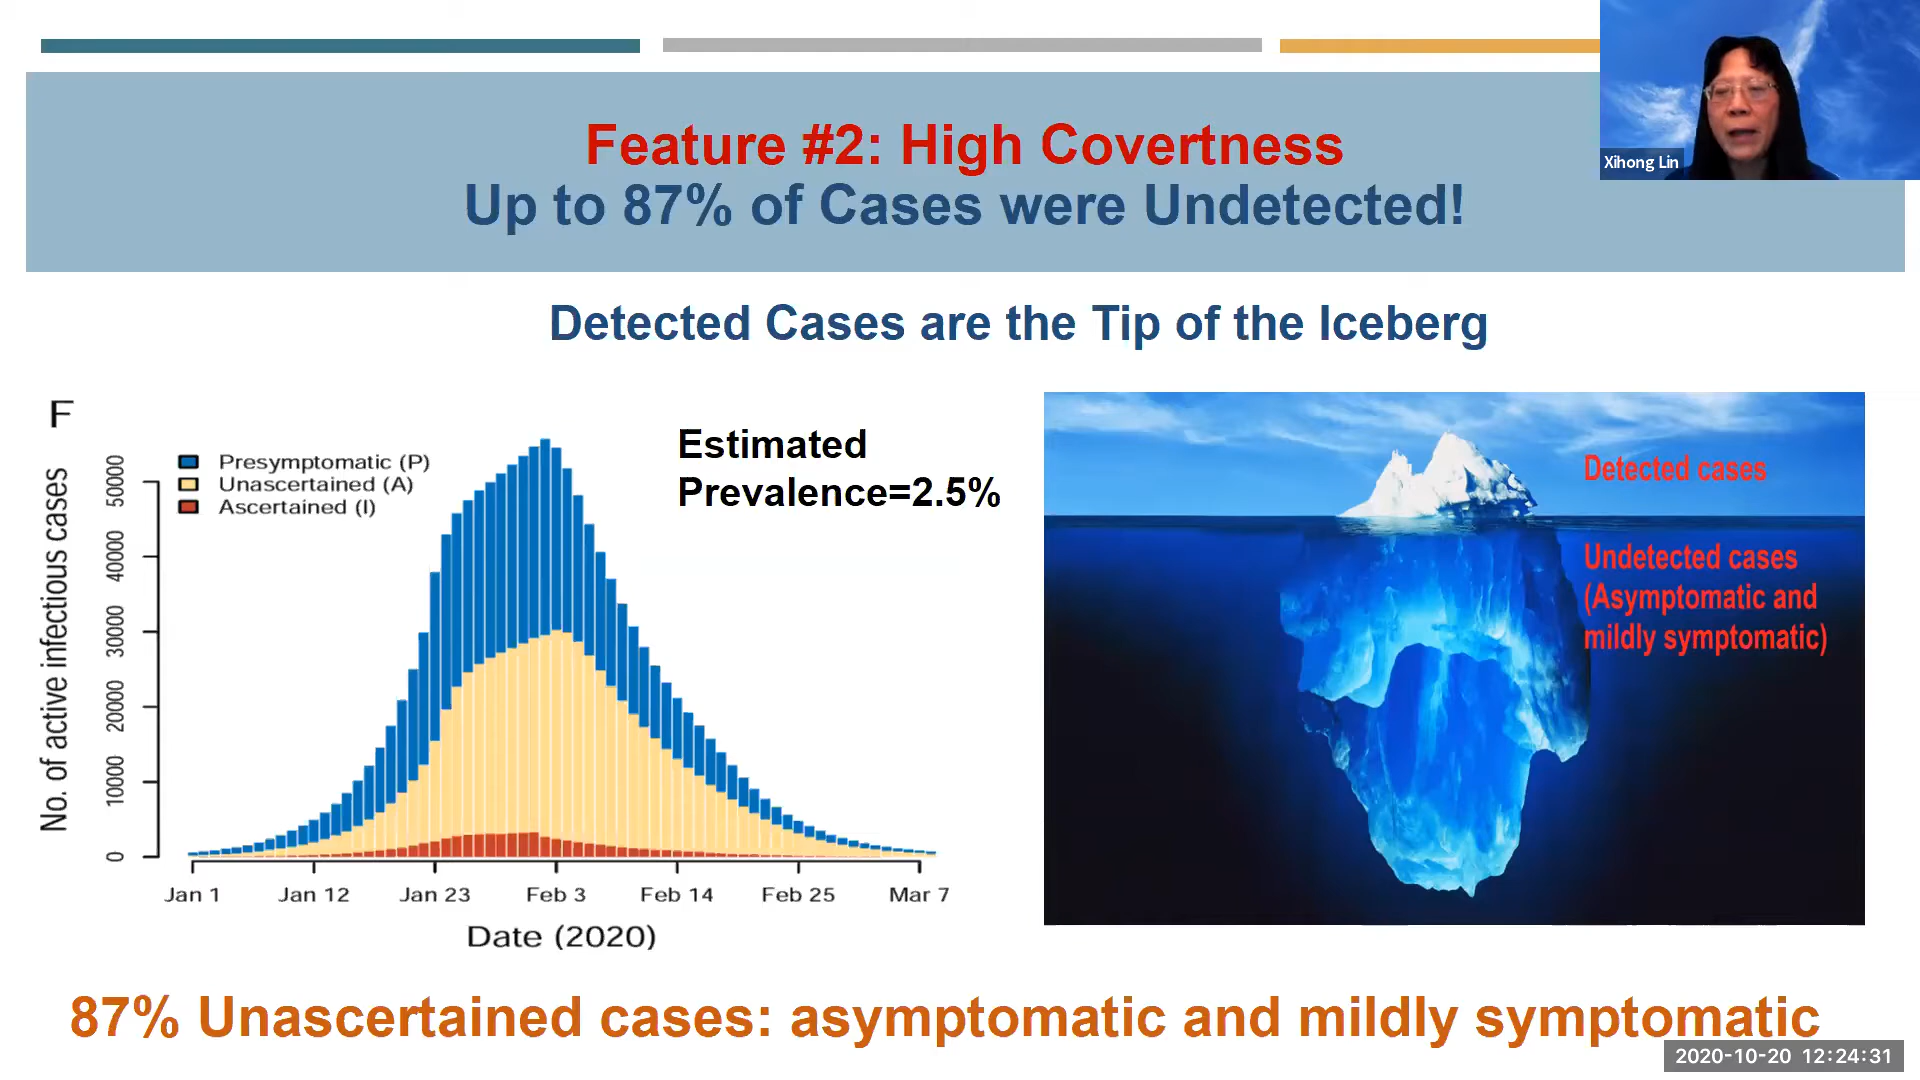 Feature #2: High Covertness
Up to 87% of Cases were Undetected!
Xihong Lin
Detected Cases are the Tip of the Iceberg
F
No. of active infectious cases
50000
40000
30000
20000
10000
0
Presymptomatic (P)
Unascertained (A)
Ascertained (I)
Estimated
Prevalence=2.5%
Jan 1 Jan 12 Jan 23 Feb 3 Feb 14 Feb 25 Mar 7
Date (2020)
Detected cases
Undetected cases
(Asymptomatic and
mildly symptomatic)
87% Unascertained cases: asymptomatic and mildly symptomatic
2020-10-20 12:24:31